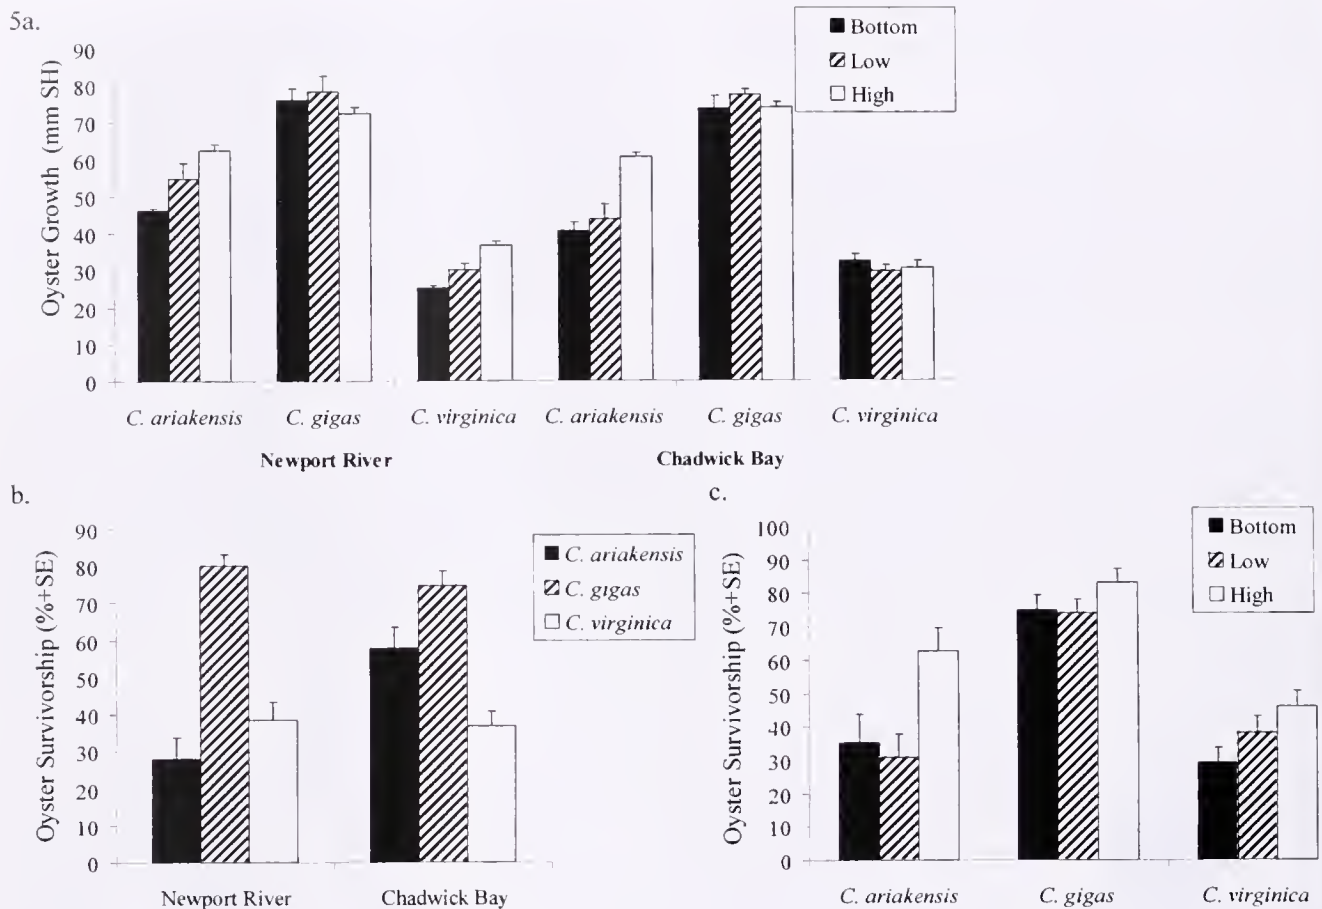 5a.
Oyster Growth (mm SH)
90
80
70
60
50
40
30
20
10
0
Bottom
Low
High
C. ariakensis C. gigas C. virginica C. ariakensis C. gigas C. virginica
Newport River Chadwick Bay
b.
Oyster Survivorship (%+SE)
90
80
70
60
50
40
30
20
10
0
C. ariakensis
C. gigas
C. virginica
Newport River Chadwick Bay
c.
Oyster Survivorship (%+SE)
100
90
80
70
60
50
40
30
20
10
0
Bottom
Low
High
C. ariakensis C. gigas C. virginica